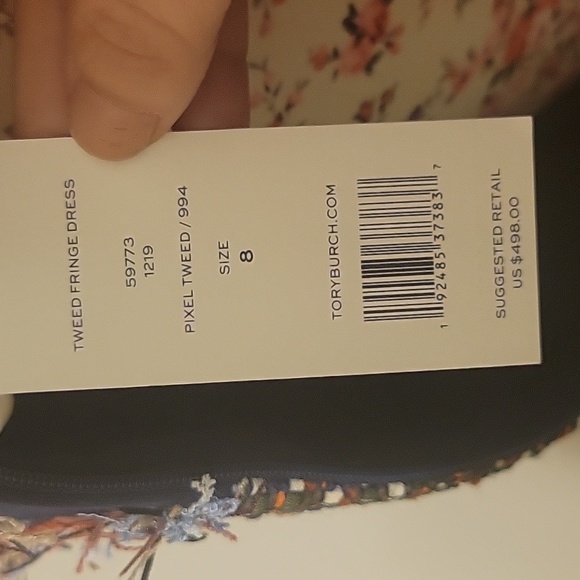 TWEED FRINGE DRESS
59773
1219
PIXEL TWEED / 994
SIZE
8
TORYBURCH.COM
1 92485 37383 7
SUGGESTED RETAIL
US $498.00